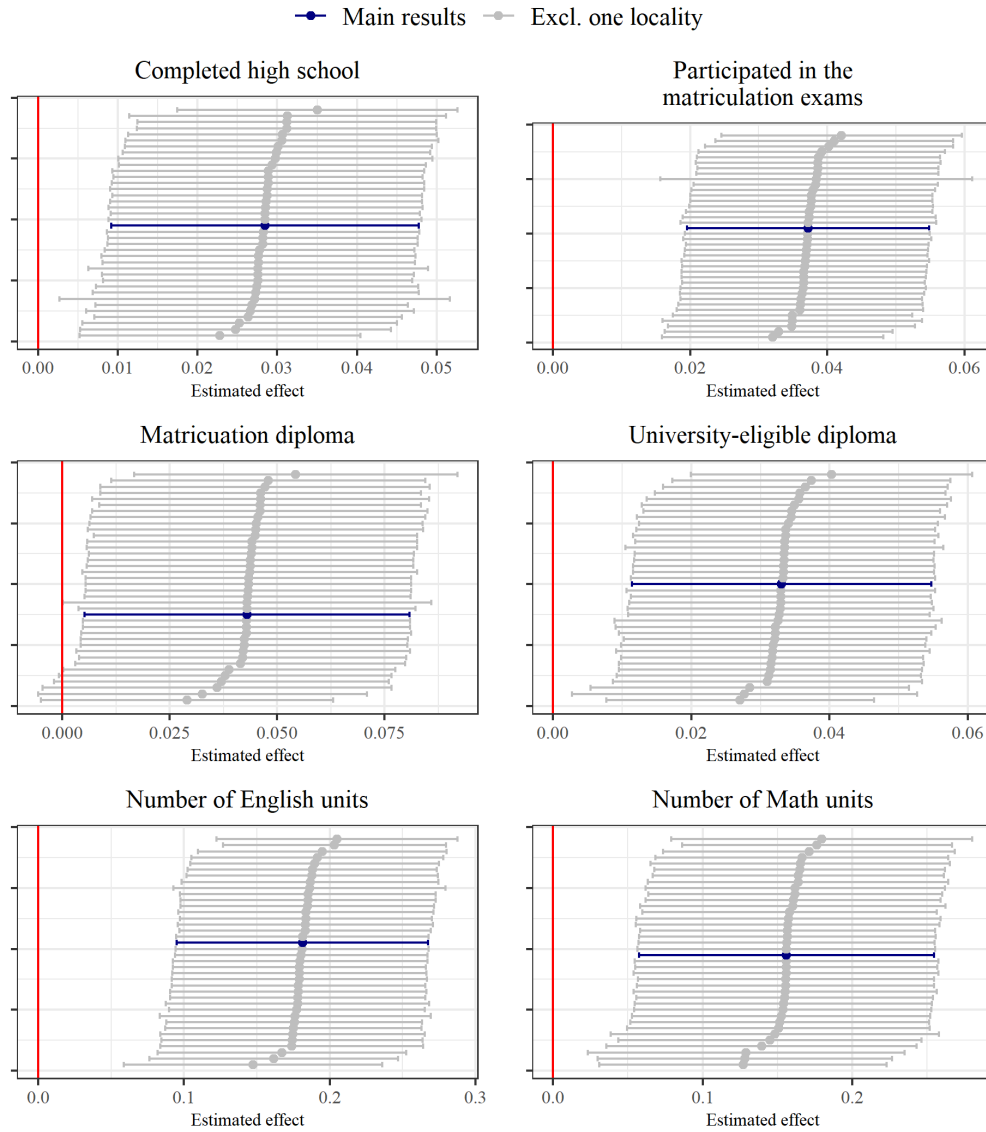 Main results Excl. one locality
Completed high school
0.00 0.01 0.02 0.03 0.04 0.05
Estimated effect
Participated in the
matriculation exams
0.00 0.02 0.04 0.06
Estimated effect
Matricuation diploma
0.000 0.025 0.050 0.075
Estimated effect
University-eligible diploma
0.00 0.02 0.04 0.06
Estimated effect
Number of English units
0.0 0.1 0.2 0.3
Estimated effect
Number of Math units
0.0 0.1 0.2
Estimated effect